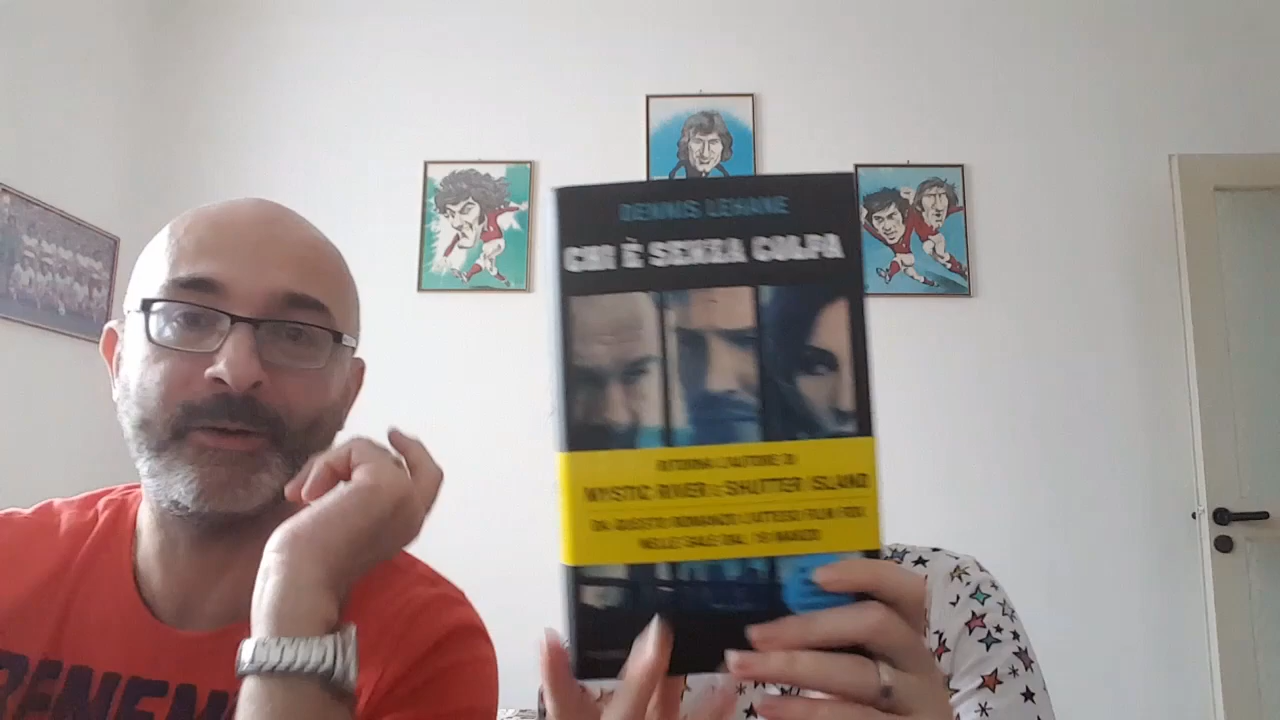 DENNIS LEHANE
CHI È SENZA COLPA
RITORNA L'AUTORE DI
MYSTIC RIVER E SHUTTER ISLAND
DA QUESTO ROMANZO L'ATTESO FILM FOX
NELLE SALE DAL 19 MARZO